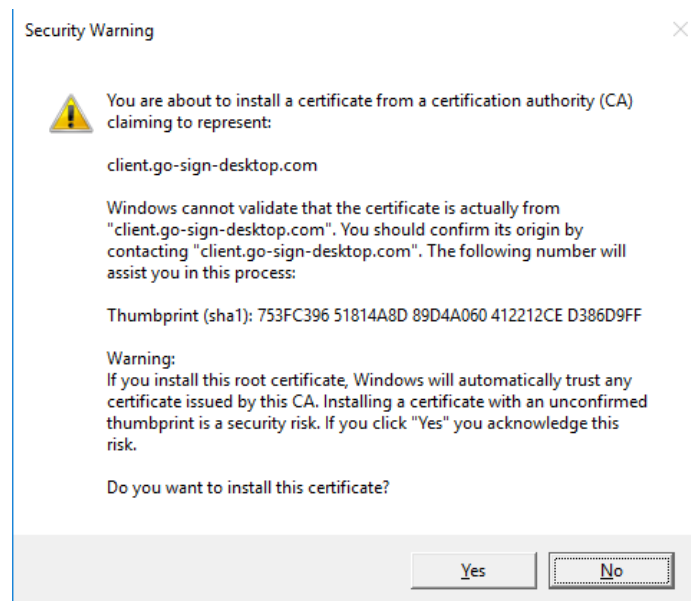 Security Warning
You are about to install a certificate from a certification authority (CA)
claiming to represent:
client.go-sign-desktop.com
Windows cannot validate that the certificate is actually from
"client.go-sign-desktop.com". You should confirm its origin by
contacting "client.go-sign-desktop.com". The following number will
assist you in this process:
Thumbprint (sha1): 753FC396 51814A8D 89D4A060 412212CE D386D9FF
Warning:
If you install this root certificate, Windows will automatically trust any
certificate issued by this CA. Installing a certificate with an unconfirmed
thumbprint is a security risk. If you click "Yes" you acknowledge this
risk.
Do you want to install this certificate?
Yes
No